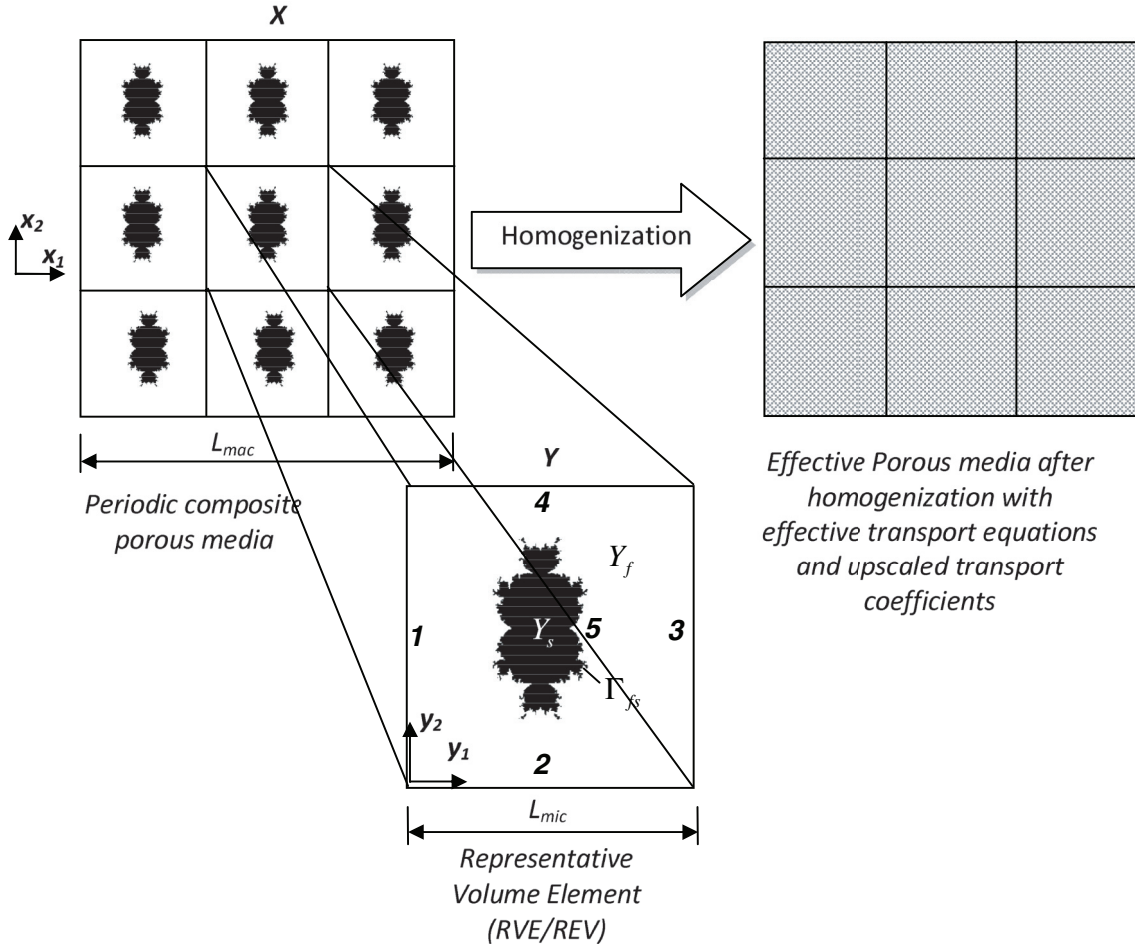 X
x2
x1
Homogenization
Lmac
Periodic composite
porous media
Effective Porous media after
homogenization with
effective transport equations
and upscaled transport
coefficients
Y
4
Yf
1
Ys
5
3
Γfs
y2
y1
2
Lmic
Representative
Volume Element
(RVE/REV)